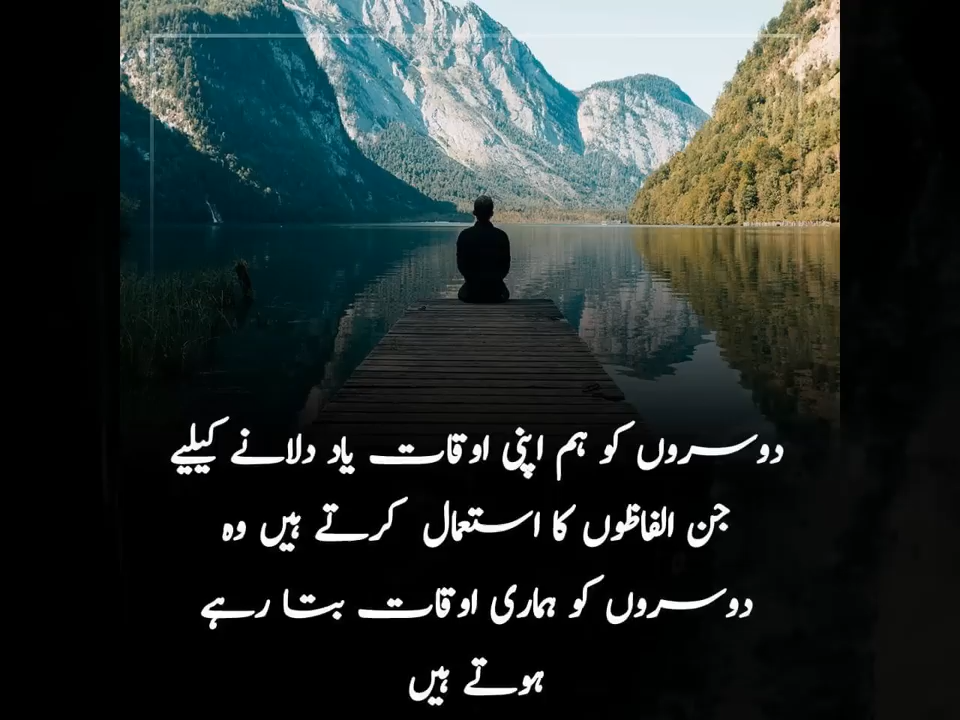 دوسروں کو ہم اپنی اوقات یاد دلانے کیلیے
جن الفاظوں کا استعمال کرتے ہیں وہ
دوسروں کو ہماری اوقات بتا رہے
ہوتے ہیں